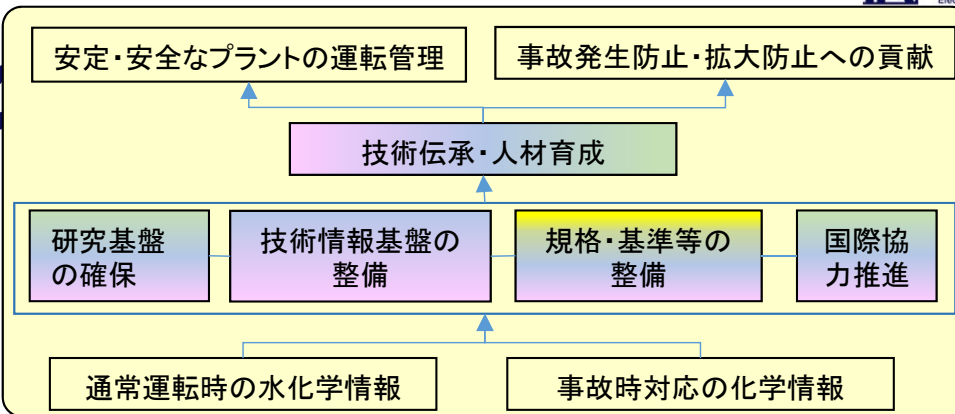 安定・安全なプラントの運転管理
事故発生防止・拡大防止への貢献
技術伝承・人材育成
研究基盤
の確保
技術情報基盤の
整備
規格・基準等の
整備
国際協
力推進
通常運転時の水化学情報
事故時対応の化学情報